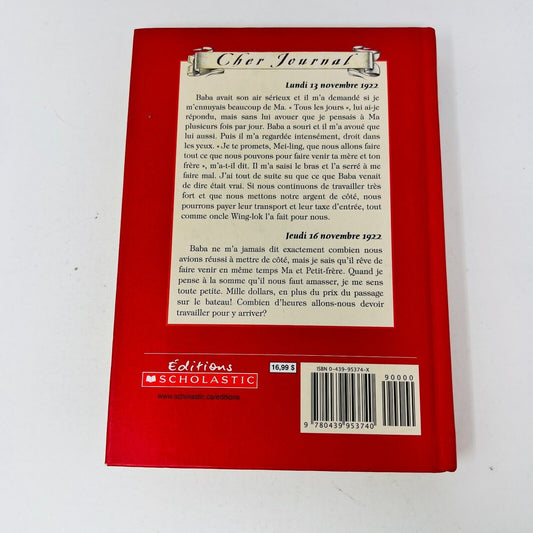 Cher Journal
Lundi 13 novembre 1922
Baba avait son air sérieux et il m'a demandé si je
m'ennuyais beaucoup de Ma. « Tous les jours », lui ai-je
répondu, mais sans lui avouer que je pensais à Ma
plusieurs fois par jour. Baba a souri et il m'a avoué que
lui aussi. Puis il m'a regardée intensément, droit dans
les yeux. « Je te promets, Mei-ling, que nous allons faire
tout ce que nous pouvons pour faire venir ta mère et ton
frère », m'a-t-il dit. Il m'a saisi le bras et l'a serré à me
faire mal. J'ai tout de suite su que ce que Baba venait
de dire était vrai. Si nous continuons de travailler très
fort et que nous mettons notre argent de côté, nous
pourrons payer leur transport et leur taxe d'entrée, tout
comme oncle Wing-lok l'a fait pour nous.
Jeudi 16 novembre 1922
Baba ne m'a jamais dit exactement combien nous
avions réussi à mettre de côté, mais je sais qu'il rêve de
faire venir en même temps Ma et Petit-frère. Quand je
pense à la somme qu'il nous faut amasser, je me sens
toute petite. Mille dollars, en plus du prix du passage
sur le bateau! Combien d'heures allons-nous devoir
travailler pour y arriver?
Éditions
SCHOLASTIC
www.scholastic.ca/editions
16,99 $
ISBN 0-439-95374-X
90000
9 780439 953740